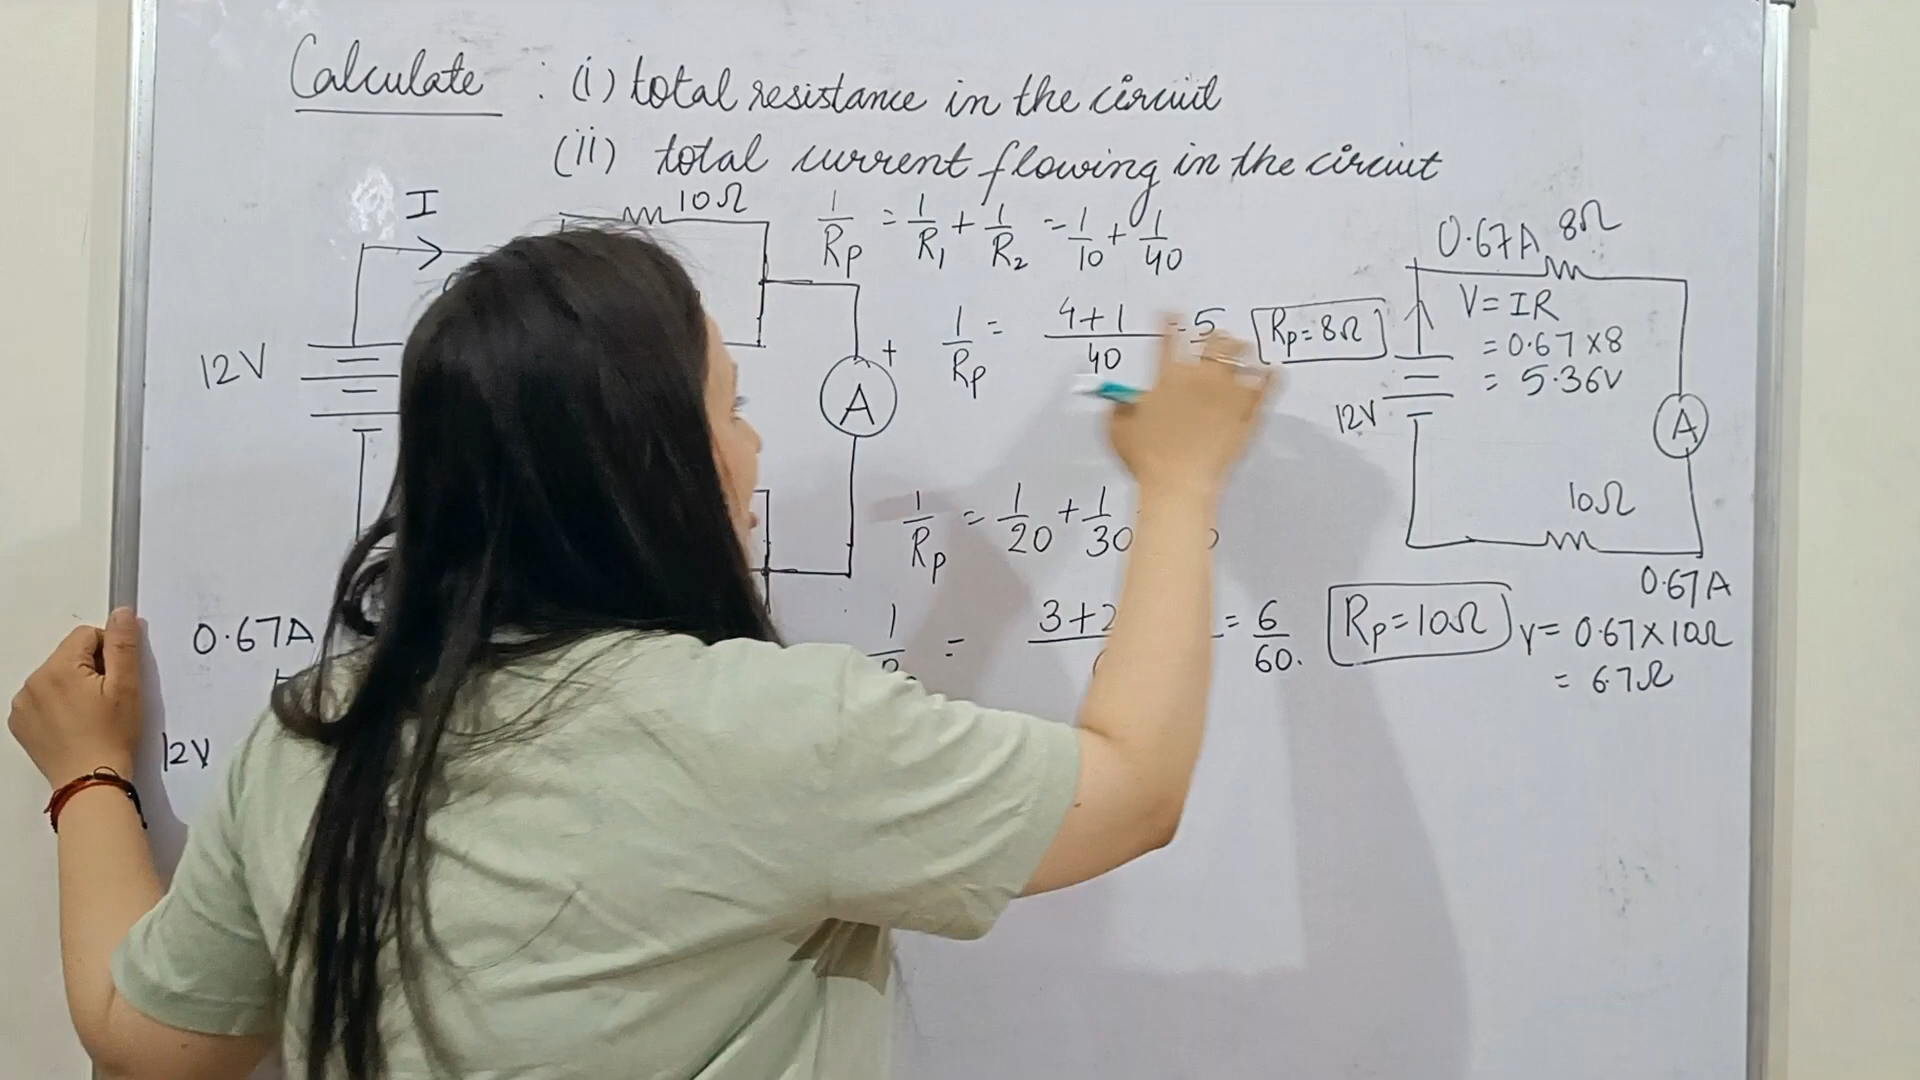 Calculate : (i) total resistance in the circuit
(ii) total current flowing in the circuit
I
10Ω
12V
+
A
1/Rp = 1/R1 + 1/R2 = 1/10 + 1/40
1/Rp = 4+1/40 = 5
Rp = 8Ω
1/Rp = 1/20 + 1/30
1 = 3+2 = 6/60.
Rp = 10Ω
0.67A 8Ω
V = IR
= 0.67 x 8
= 5.36V
12V
A
10Ω
0.67A
V = 0.67 x 10Ω
= 6.7Ω
0.67A
12V